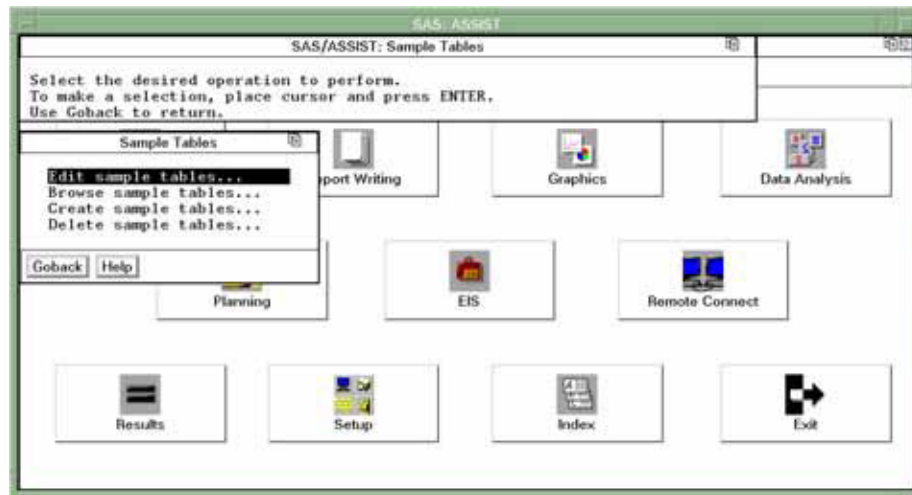 SAS: ASSIST
SAS/ASSIST: Sample Tables
Select the desired operation to perform.
To make a selection, place cursor and press ENTER.
Use Goback to return.
Sample Tables
Edit sample tables...
Browse sample tables...
Create sample tables...
Delete sample tables...
Goback Help
port Writing
Graphics
Data Analysis
Planning
EIS
Remote Connect
Results
Setup
Index
Exit